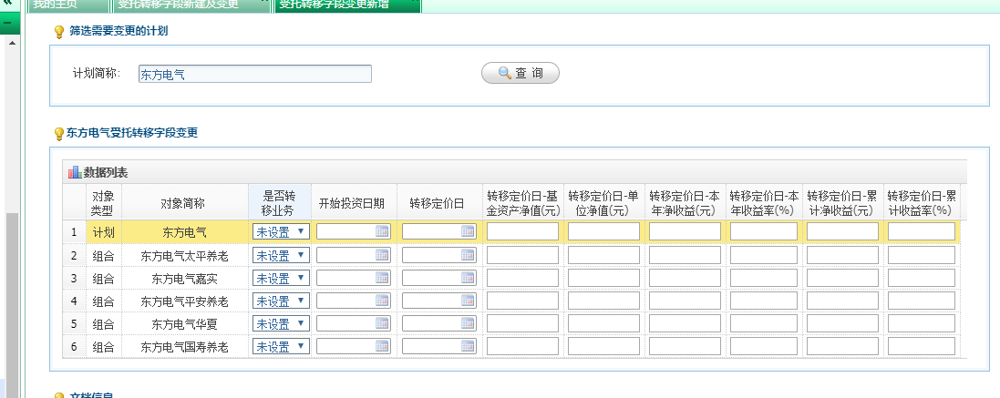 我的主页 受托转移字段新建及变更 受托转移字段变更新增
筛选需要变更的计划
计划简称: 东方电气 查 询
东方电气受托转移字段变更
数据列表
对象类型 对象简称 是否转移业务 开始投资日期 转移定价日 转移定价日-基金资产净值(元) 转移定价日-单位净值(元) 转移定价日-本年净收益(元) 转移定价日-本年收益率(%) 转移定价日-累计净收益(元) 转移定价日-累计收益率(%)
1 计划 东方电气 未设置
2 组合 东方电气太平养老 未设置
3 组合 东方电气嘉实 未设置
4 组合 东方电气平安养老 未设置
5 组合 东方电气华夏 未设置
6 组合 东方电气国寿养老 未设置
文档信息